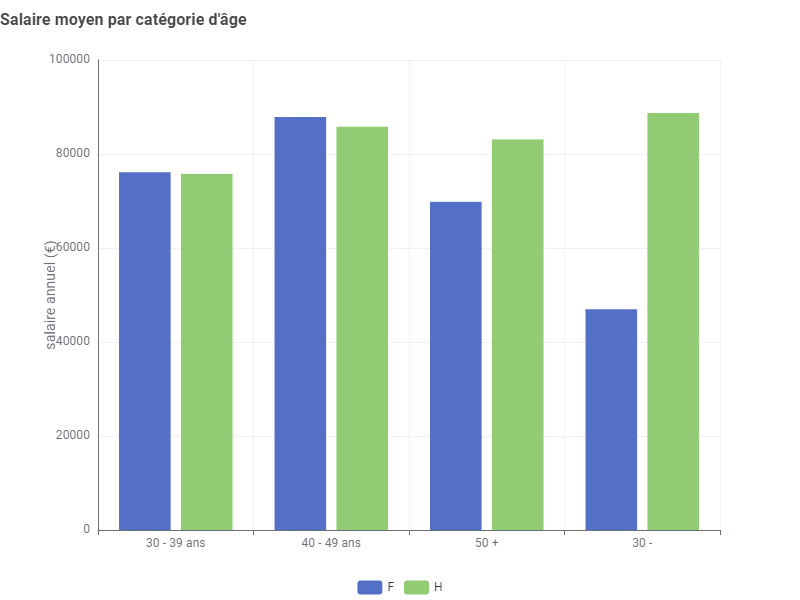 Salaire moyen par catégorie d'âge
100000
80000
60000
40000
20000
0
salaire annuel (€)
30 - 39 ans
40 - 49 ans
50 +
30 -
F
H